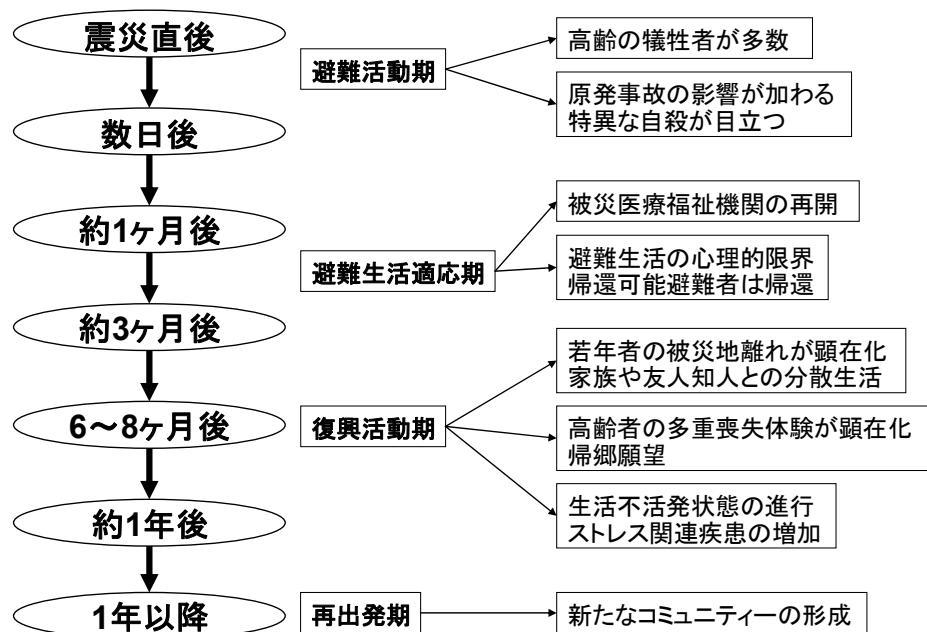 震災直後
数日後
約1ヶ月後
約3ヶ月後
6～8ヶ月後
約1年後
1年以降
避難活動期
高齢の犠牲者が多数
原発事故の影響が加わる
特異な自殺が目立つ
避難生活適応期
被災医療福祉機関の再開
避難生活の心理的限界
帰還可能避難者は帰還
復興活動期
若年者の被災地離れが顕在化
家族や友人知人との分散生活
高齢者の多重喪失体験が顕在化
帰郷願望
生活不活発状態の進行
ストレス関連疾患の増加
再出発期
新たなコミュニティーの形成